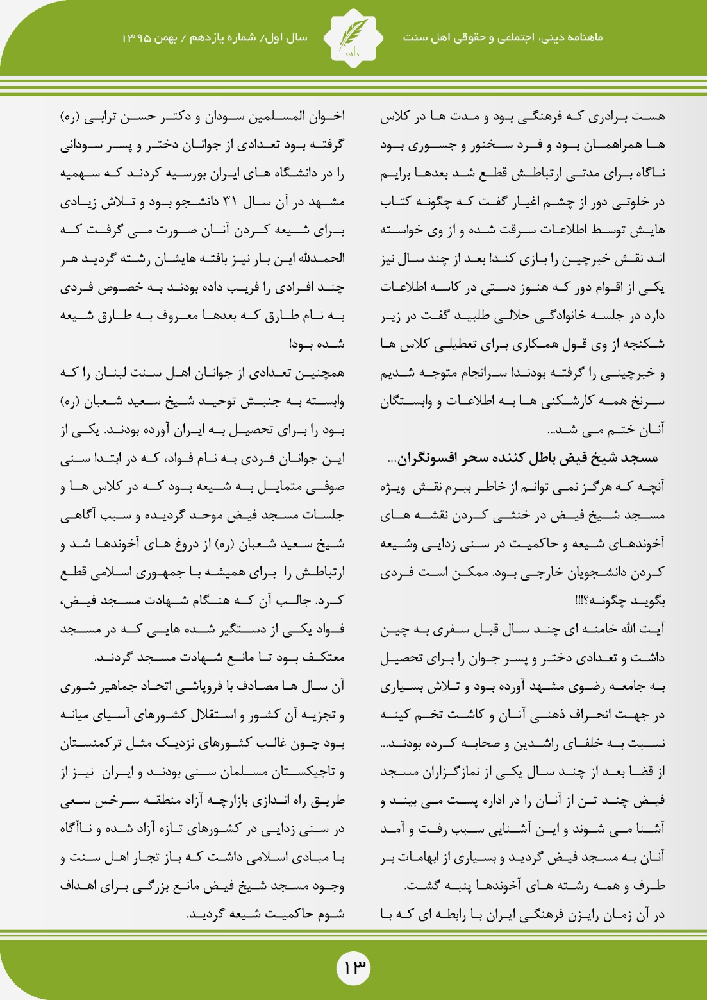 ماهنامه دینی، اجتماعی و حقوقی اهل سنت
سال اول/ شماره یازدهم / بهمن ۱۳۹۵
هست برادری که فرهنگی بود و مدت ها در کلاس
ها همراهمان بود و فرد سخنور و جسوری بود
ناگاه برای مدتی ارتباطش قطع شد بعدها برایم
در خلوتی دور از چشم اغیار گفت که چگونه کتاب
هایش توسط اطلاعات سرقت شده و از وی خواسته
اند نقش خبرچین را بازی کند! بعد از چند سال نیز
یکی از اقوام دور که هنوز دستی در کاسه اطلاعات
دارد در جلسه خانوادگی حلالی طلبید گفت در زیر
شکنجه از وی قول همکاری برای تعطیلی کلاس ها
و خبرچینی را گرفته بودند! سرانجام متوجه شدیم
سرنخ همه کارشکنی ها به اطلاعات و وابستگان
آنان ختم می شد...
مسجد شیخ فیض باطل کننده سحر افسونگران...
آنچه که هرگز نمی توانم از خاطر ببرم نقش ویژه
مسجد شیخ فیض در خنثی کردن نقشه های
آخوندهای شیعه و حاکمیت در سنی زدایی وشیعه
کردن دانشجویان خارجی بود. ممکن است فردی
بگوید چگونه؟!!!
آیت الله خامنه ای چند سال قبل سفری به چین
داشت و تعدادی دختر و پسر جوان را برای تحصیل
به جامعه رضوی مشهد آورده بود و تلاش بسیاری
در جهت انحراف ذهنی آنان و کاشت تخم کینه
نسبت به خلفای راشدین و صحابه کرده بودند...
از قضا بعد از چند سال یکی از نمازگزاران مسجد
فیض چند تن از آنان را در اداره پست می بیند و
آشنا می شوند و این آشنایی سبب رفت و آمد
آنان به مسجد فیض گردید و بسیاری از ابهامات بر
طرف و همه رشته های آخوندها پنبه گشت.
در آن زمان رایزن فرهنگی ایران با رابطه ای که با
اخوان المسلمین سودان و دکتر حسن ترابی (ره)
گرفته بود تعدادی از جوانان دختر و پسر سودانی
را در دانشگاه های ایران بورسیه کردند که سهمیه
مشهد در آن سال ۳۱ دانشجو بود و تلاش زیادی
برای شیعه کردن آنان صورت می گرفت که
الحمدلله این بار نیز بافته هایشان رشته گردید هر
چند افرادی را فریب داده بودند به خصوص فردی
به نام طارق که بعدها معروف به طارق شیعه
شده بود!
همچنین تعدادی از جوانان اهل سنت لبنان را که
وابسته به جنبش توحید شیخ سعید شعبان (ره)
بود را برای تحصیل به ایران آورده بودند. یکی از
این جوانان فردی به نام فواد، که در ابتدا سنی
صوفی متمایل به شیعه بود که در کلاس ها و
جلسات مسجد فیض موحد گردیده و سبب آگاهی
شیخ سعید شعبان (ره) از دروغ های آخوندها شد و
ارتباطش را برای همیشه با جمهوری اسلامی قطع
کرد. جالب آن که هنگام شهادت مسجد فیض،
فواد یکی از دستگیر شده هایی که در مسجد
معتکف بود تا مانع شهادت مسجد گردند.
آن سال ها مصادف با فروپاشی اتحاد جماهیر شوری
و تجزیه آن کشور و استقلال کشورهای آسیای میانه
بود چون غالب کشورهای نزدیک مثل ترکمنستان
و تاجیکستان مسلمان سنی بودند و ایران نیز از
طریق راه اندازی بازارچه آزاد منطقه سرخس سعی
در سنی زدایی در کشورهای تازه آزاد شده و ناآگاه
با مبادی اسلامی داشت که باز تجار اهل سنت و
وجود مسجد شیخ فیض مانع بزرگی برای اهداف
شوم حاکمیت شیعه گردید.
۱۳